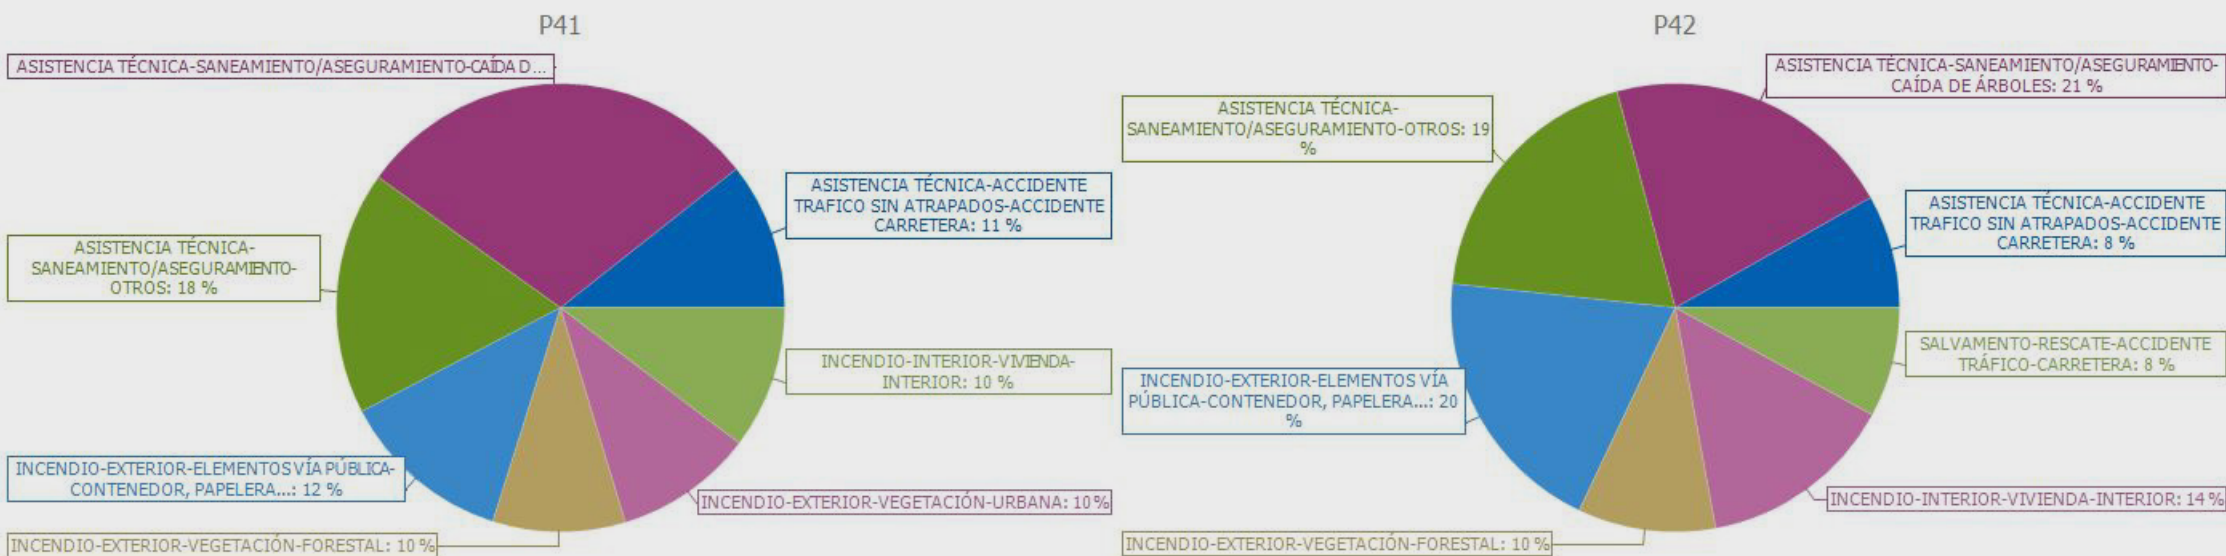 P41
ASISTENCIA TÉCNICA-SANEAMIENTO/ASEGURAMIENTO-CAÍDA D...
ASISTENCIA TÉCNICA-ACCIDENTE
TRAFICO SIN ATRAPADOS-ACCIDENTE
CARRETERA: 11 %
ASISTENCIA TÉCNICA-
SANEAMIENTO/ASEGURAMIENTO-
OTROS: 18 %
INCENDIO-INTERIOR-VIVIENDA-
INTERIOR: 10 %
INCENDIO-EXTERIOR-ELEMENTOS VÍA PÚBLICA-
CONTENEDOR, PAPELERA...: 12 %
INCENDIO-EXTERIOR-VEGETACIÓN-URBANA: 10 %
INCENDIO-EXTERIOR-VEGETACIÓN-FORESTAL: 10 %
P42
ASISTENCIA TÉCNICA-SANEAMIENTO/ASEGURAMIENTO-
CAÍDA DE ÁRBOLES: 21 %
ASISTENCIA TÉCNICA-
SANEAMIENTO/ASEGURAMIENTO-OTROS: 19
%
ASISTENCIA TÉCNICA-ACCIDENTE
TRAFICO SIN ATRAPADOS-ACCIDENTE
CARRETERA: 8 %
SALVAMENTO-RESCATE-ACCIDENTE
TRÁFICO-CARRETERA: 8 %
INCENDIO-EXTERIOR-ELEMENTOS VÍA
PÚBLICA-CONTENEDOR, PAPELERA...: 20
%
INCENDIO-INTERIOR-VIVIENDA-INTERIOR: 14 %
INCENDIO-EXTERIOR-VEGETACIÓN-FORESTAL: 10 %